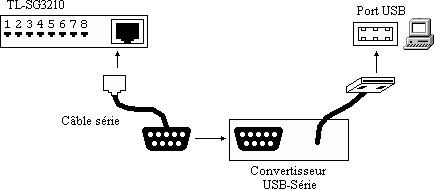 TL-SG3210
1 2 3 4 5 6 7 8
Port USB
Câble série
Convertisseur
USB-Série